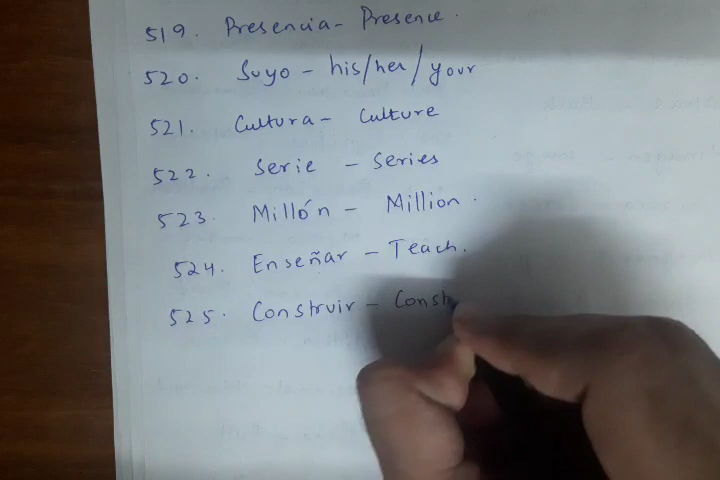 519. Presencia - Presence.
520. Suyo - his/her/your
521. Cultura - Culture
522. Serie - Series
523. Millón - Million.
524. Enseñar - Teach.
525. Construir - Const